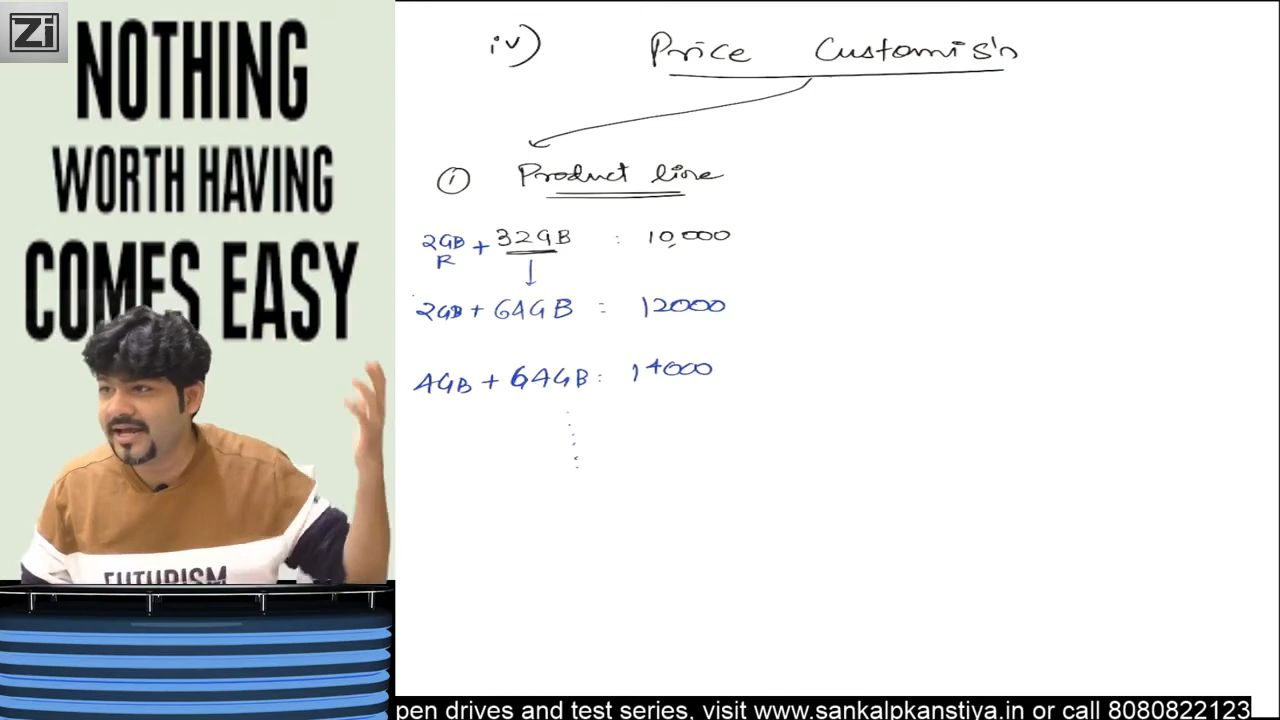 Zi
NOTHING
WORTH HAVING
COMES EASY
FUTURISM
iv) Price Customis'n
i Product line
2GB R + 32GB : 10,000
2GB + 64GB : 12000
4GB + 64GB : 14000
pen drives and test series, visit www.sankalpkanstiya.in or call 8080822123